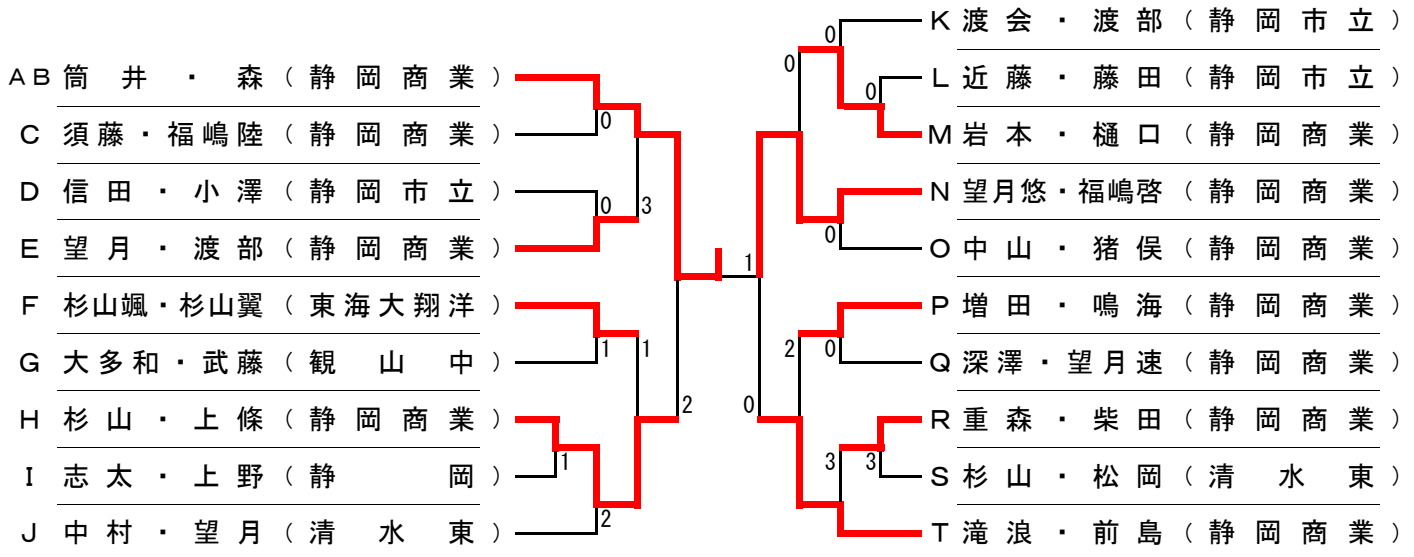 AB 筒井・森（静岡商業）
C 須藤・福嶋陸（静岡商業）
D 信田・小澤（静岡市立）
E 望月・渡部（静岡商業）
F 杉山颯・杉山翼（東海大翔洋）
G 大多和・武藤（観山中）
H 杉山・上條（静岡商業）
I 志太・上野（静岡）
J 中村・望月（清水東）
0
0
3
1
1
1
2
2
1
0
0
0
0
0
2
0
3
3
K 渡会・渡部（静岡市立）
L 近藤・藤田（静岡市立）
M 岩本・樋口（静岡商業）
N 望月悠・福嶋啓（静岡商業）
O 中山・猪俣（静岡商業）
P 増田・鳴海（静岡商業）
Q 深澤・望月速（静岡商業）
R 重森・柴田（静岡商業）
S 杉山・松岡（清水東）
T 滝浪・前島（静岡商業）